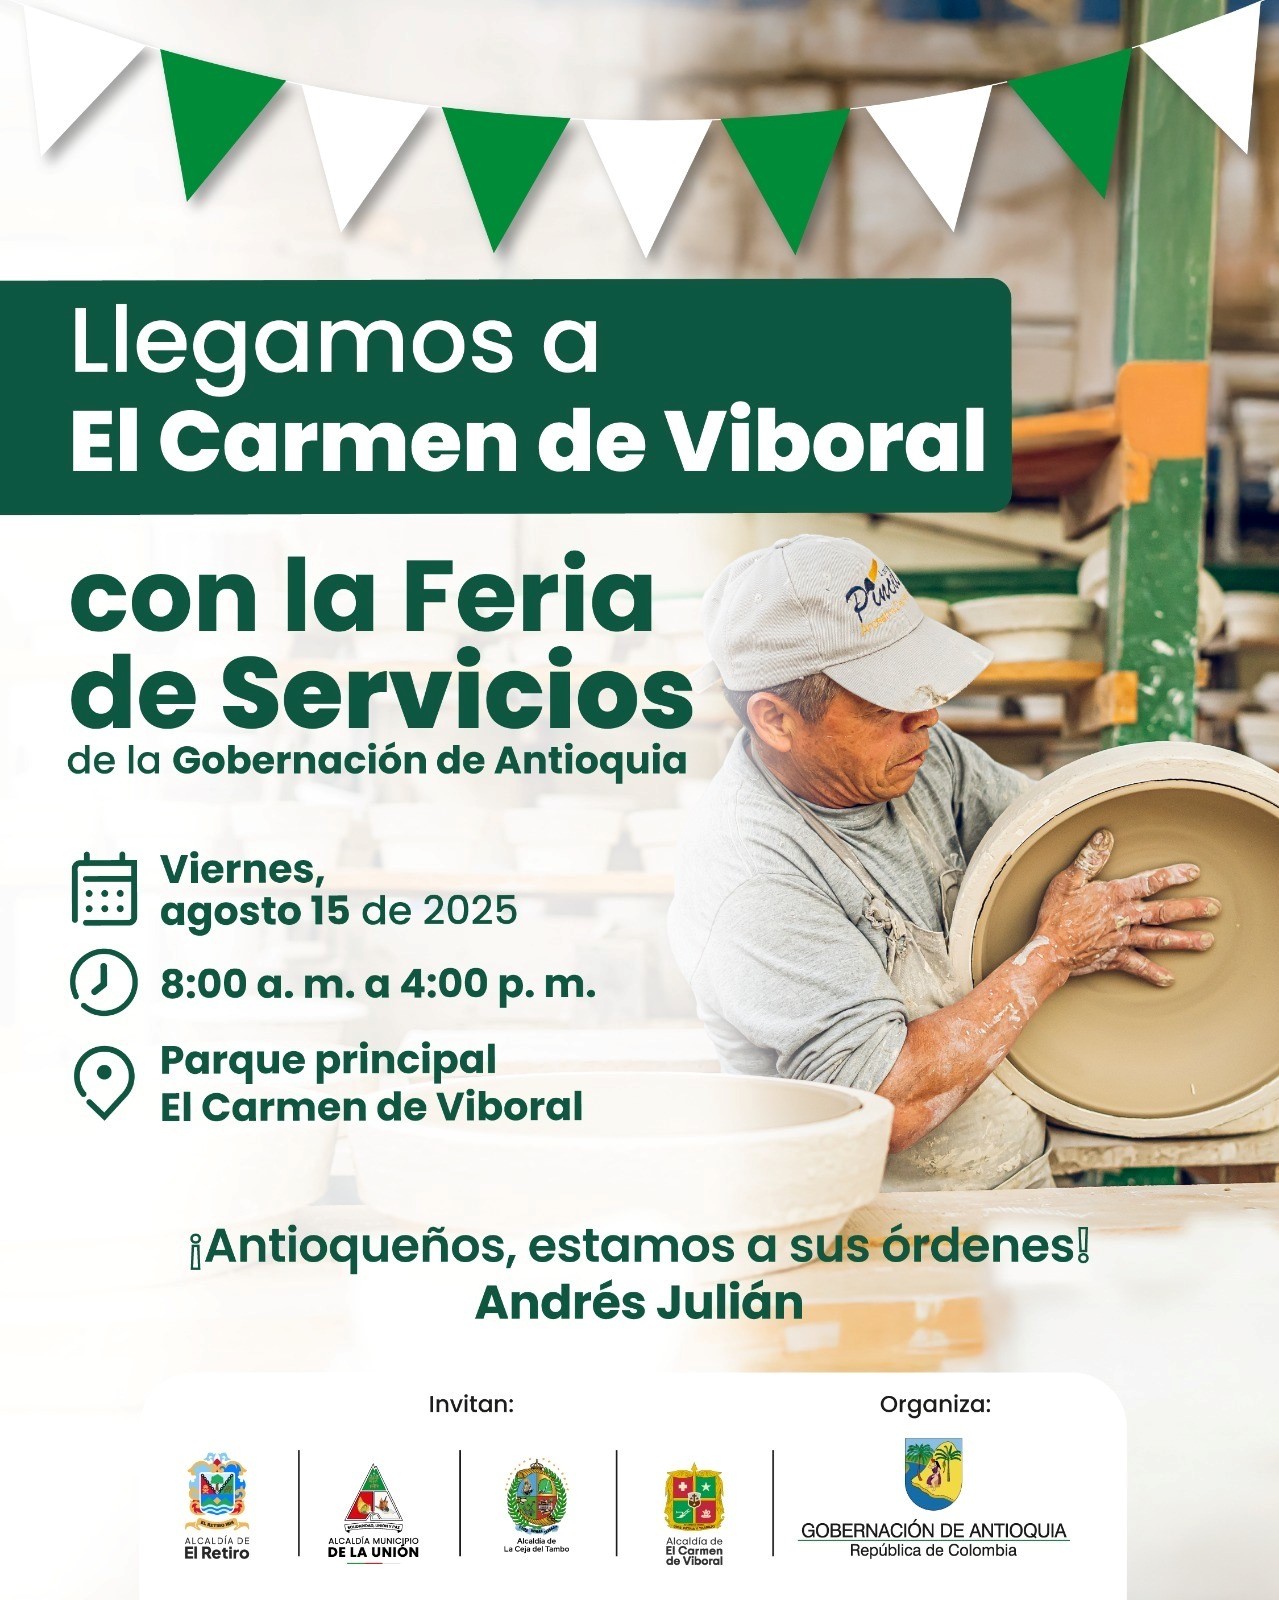 Llegamos a
El Carmen de Viboral
con la Feria
de Servicios
de la Gobernación de Antioquia
Viernes,
agosto 15 de 2025
8:00 a. m. a 4:00 p. m.
Parque principal
El Carmen de Viboral
¡Antioqueños, estamos a sus órdenes!
Andrés Julián
Invitan:
Organiza:
EL RETIRO
ALCALDÍA DE
El Retiro
ALCALDÍA MUNICIPIO
DE LA UNIÓN
Alcaldía de
La Ceja del Tambo
Alcaldía de
El Carmen
de Viboral
GOBERNACIÓN DE ANTIOQUIA
República de Colombia